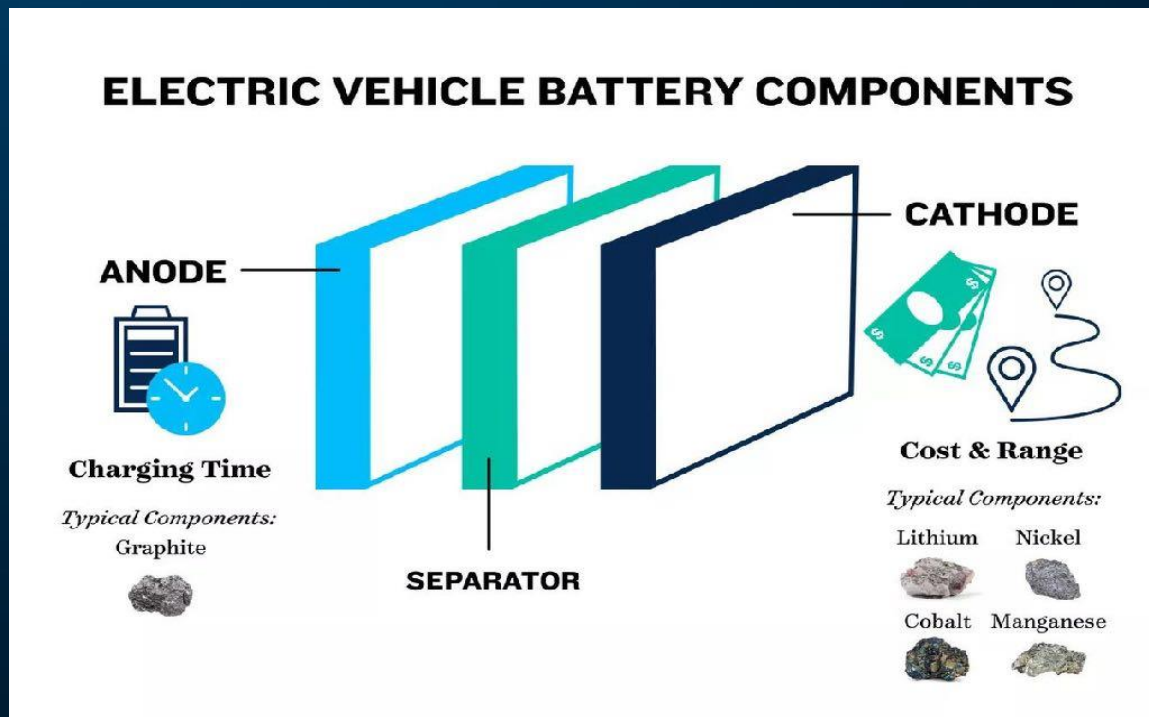 ELECTRIC VEHICLE BATTERY COMPONENTS
ANODE
Charging Time
Typical Components:
Graphite
SEPARATOR
CATHODE
$
$
$
$
Cost & Range
Typical Components:
Lithium Nickel
Cobalt Manganese